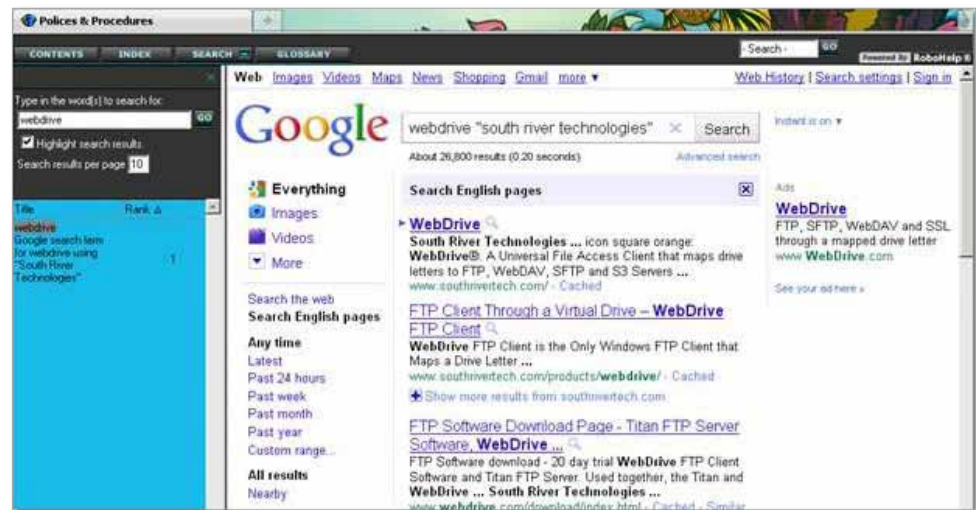 Polices & Procedures
CONTENTS INDEX SEARCH GLOSSARY
- Search - GO
Powered By RoboHelp ®
Type in the word(s) to search for:
webdrive GO
Highlight search results
Search results per page 10
Title Rank
webdrive
Google search term
for webdrive using
"South River
Technologies"
1
Web Images Videos Maps News Shopping Gmail more ▼ Web History | Search settings | Sign in
Google
webdrive "south river technologies" × Search
Instant is on ▼
About 26,800 results (0.20 seconds) Advanced search
Everything
Images
Videos
More
Search the web
Search English pages
Any time
Latest
Past 24 hours
Past week
Past month
Past year
Custom range...
All results
Nearby
Search English pages
WebDrive
South River Technologies ... icon square orange:
WebDrive®. A Universal File Access Client that maps drive
letters to FTP, WebDAV, SFTP and S3 Servers ...
www.southrivertech.com/ - Cached
FTP Client Through a Virtual Drive – WebDrive
FTP Client
WebDrive FTP Client is the Only Windows FTP Client that
Maps a Drive Letter ...
www.southrivertech.com/products/webdrive/ - Cached
Show more results from southrivertech.com
FTP Software Download Page - Titan FTP Server
Software, WebDrive ...
FTP Software download - 20 day trial WebDrive FTP Client
Software and Titan FTP Server. Used together, the Titan and
WebDrive ... South River Technologies ...
www.webdrive.com/download/index.html - Cached - Similar
Ads
WebDrive
FTP, SFTP, WebDAV and SSL
through a mapped drive letter
www.WebDrive.com
See your ad here »